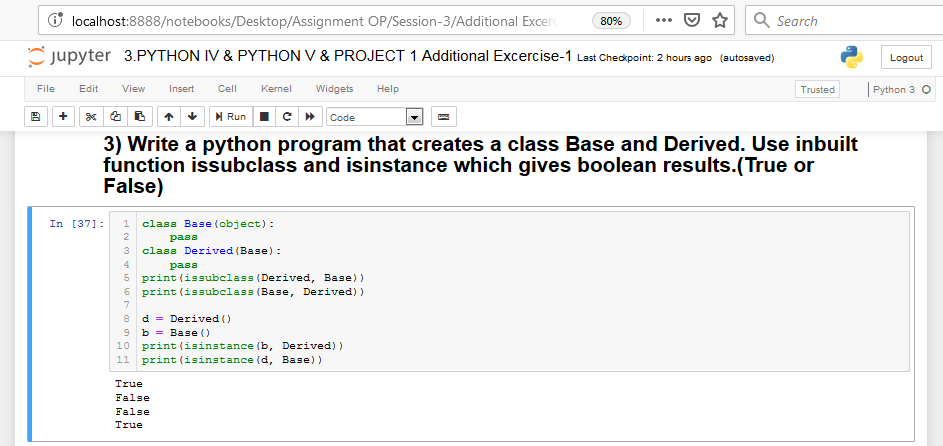 localhost:8888/notebooks/Desktop/Assignment OP/Session-3/Additional Exce 80% Search
jupyter 3.PYTHON IV & PYTHON V & PROJECT 1 Additional Excercise-1 Last Checkpoint: 2 hours ago (autosaved) Logout
File Edit View Insert Cell Kernel Widgets Help Trusted Python 3
Run Code
3) Write a python program that creates a class Base and Derived. Use inbuilt
function issubclass and isinstance which gives boolean results.(True or
False)
In [37]: 1 class Base(object):
2     pass
3 class Derived(Base):
4     pass
5 print(issubclass(Derived, Base))
6 print(issubclass(Base, Derived))
7
8 d = Derived()
9 b = Base()
10 print(isinstance(b, Derived))
11 print(isinstance(d, Base))
True
False
False
True